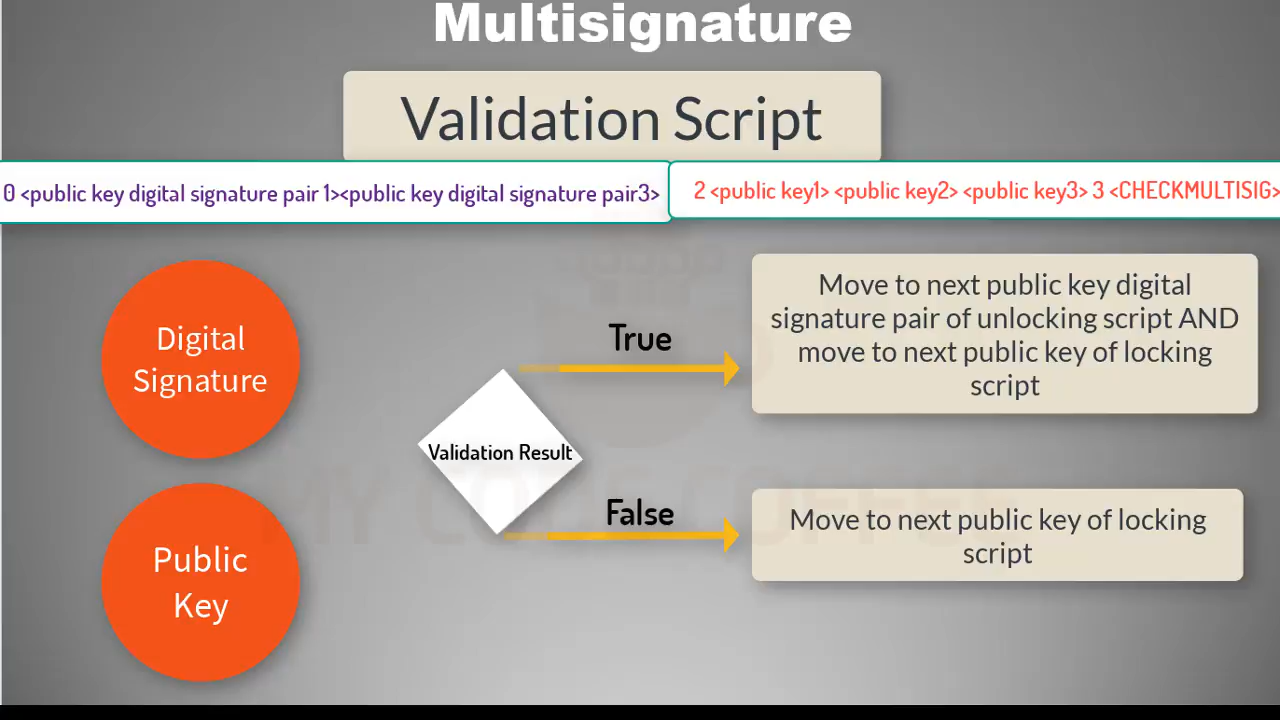 Multisignature
Validation Script
0 <public key digital signature pair 1><public key digital signature pair3>
2 <public key1> <public key2> <public key3> 3 <CHECKMULTISIG>
Digital
Signature
True
Move to next public key digital
signature pair of unlocking script AND
move to next public key of locking
script
Validation Result
False
Move to next public key of locking
script
Public
Key
MY CODE COFFEE